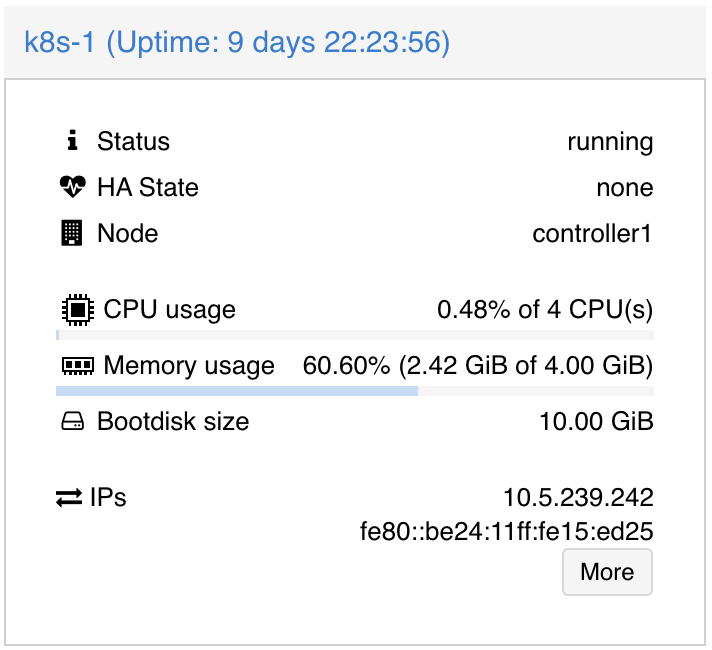 k8s-1 (Uptime: 9 days 22:23:56)
Status running
HA State none
Node controller1
CPU usage 0.48% of 4 CPU(s)
Memory usage 60.60% (2.42 GiB of 4.00 GiB)
Bootdisk size 10.00 GiB
IPs 10.5.239.242
fe80::be24:11ff:fe15:ed25
More